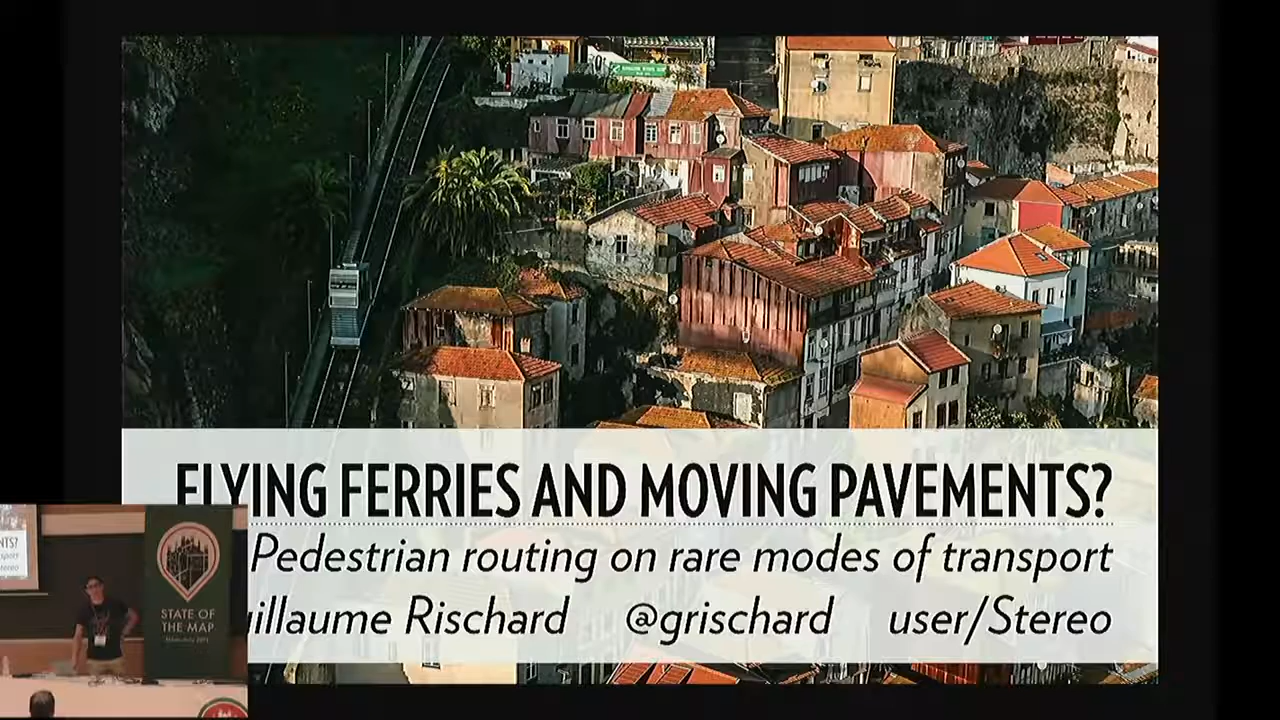 FLYING FERRIES AND MOVING PAVEMENTS?
Pedestrian routing on rare modes of transport
uillaume Rischard @grischard user/Stereo
NTS?
STATE OF
THE MAP